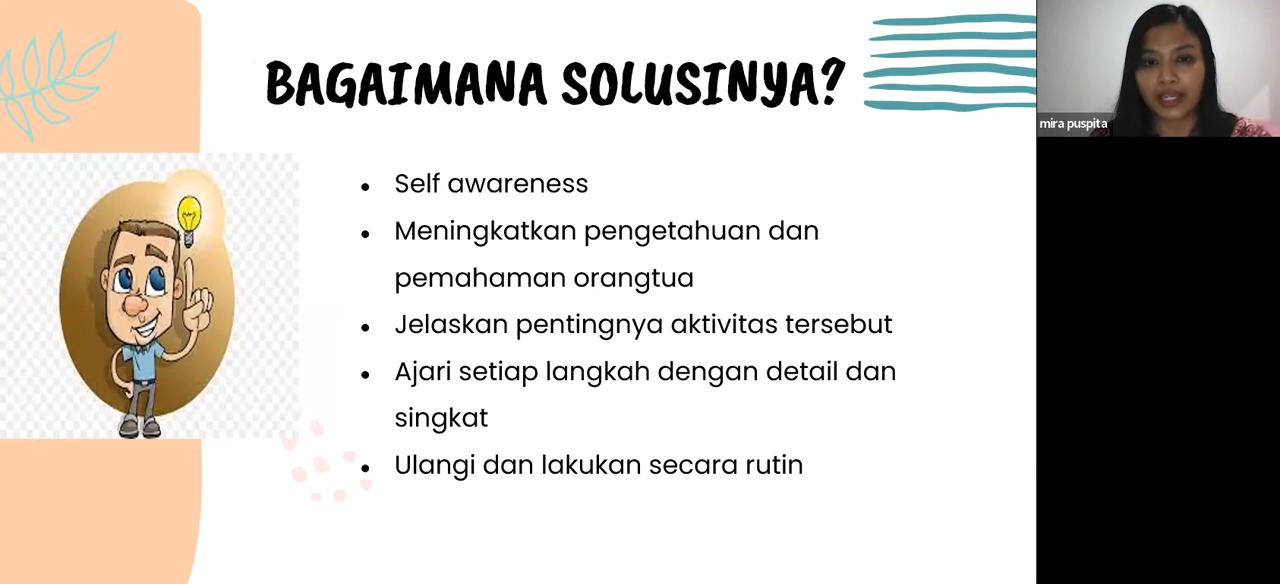 BAGAIMANA SOLUSINYA?
mira puspita
• Self awareness
• Meningkatkan pengetahuan dan
pemahaman orangtua
• Jelaskan pentingnya aktivitas tersebut
• Ajari setiap langkah dengan detail dan
singkat
• Ulangi dan lakukan secara rutin